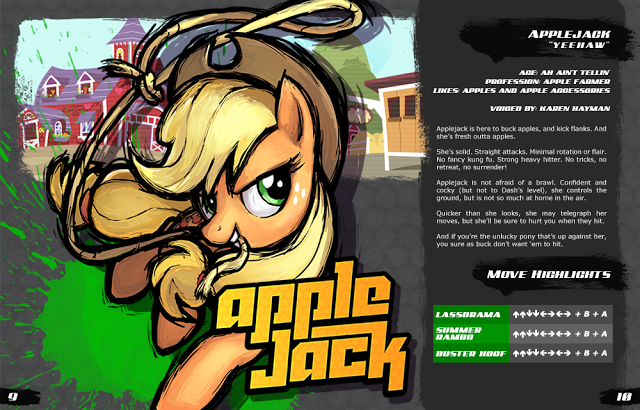 apple
Jack
9
Applejack
"Yeehaw"
Age: Ah Aint Tellin'
Profession: Apple Farmer
Likes: Apples and Apple Accessories
Voiced by: Karen Hayman
Applejack is here to buck apples, and kick flanks. And
she's fresh outta apples.
She's solid. Straight attacks. Minimal rotation or flair.
No fancy kung fu. Strong heavy hitter. No tricks, no
retreat, no surrender!
Applejack is not afraid of a brawl. Confident and
cocky (but not to Dash's level), she controls the
ground, but is not so much at home in the air.
Quicker than she looks, she may telegraph her
moves, but she'll be sure to hurt you when they hit.
And if you're the unlucky pony that's up against her,
you sure as buck don't want 'em to hit.
Move Highlights
Lassorama ↑↑↓↓←→←→ + B + A
Summer
Rambo ↑↑↓↓←→←→ + B + A
Buster Hoof ↑↑↓↓←→←→ + B + A
10